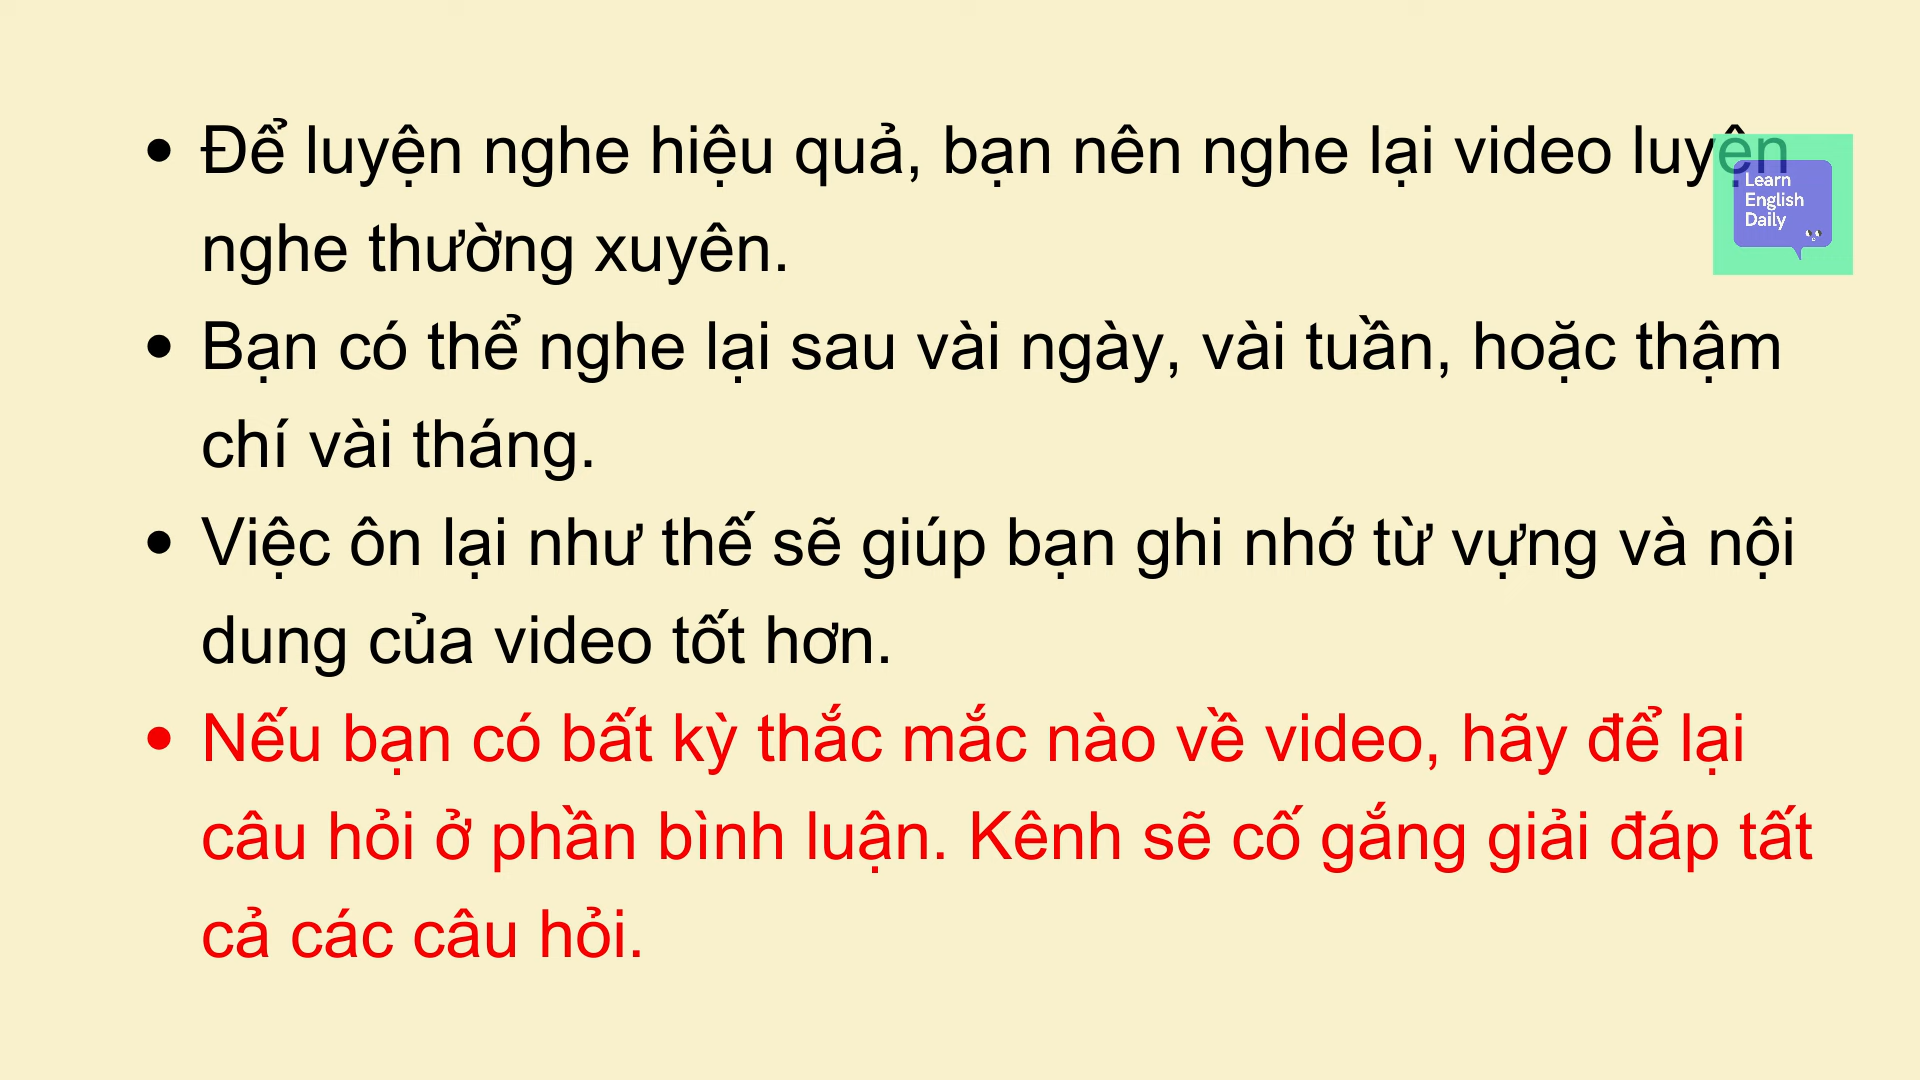 • Để luyện nghe hiệu quả, bạn nên nghe lại video luyện
nghe thường xuyên.
• Bạn có thể nghe lại sau vài ngày, vài tuần, hoặc thậm
chí vài tháng.
• Việc ôn lại như thế sẽ giúp bạn ghi nhớ từ vựng và nội
dung của video tốt hơn.
• Nếu bạn có bất kỳ thắc mắc nào về video, hãy để lại
câu hỏi ở phần bình luận. Kênh sẽ cố gắng giải đáp tất
cả các câu hỏi.
Learn
English
Daily